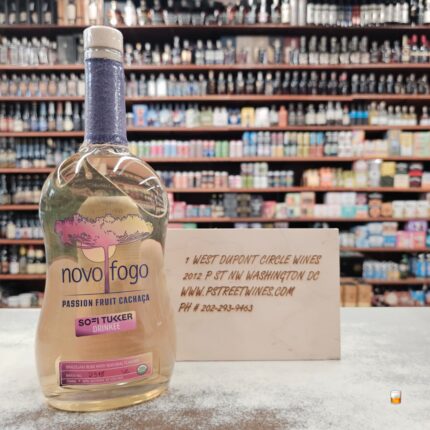 novo fogo
PASSION FRUIT CACHAÇA
SOFI TUKKER
DRINKEE
1 WEST DUPONT CIRCLE WINES
2012 P ST NW WASHINGTON DC
WWW.PSTREETWINES.COM
PH # 202-293-9463